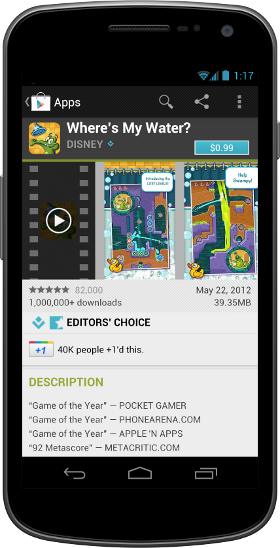 1:17
Apps
Where's My Water?
DISNEY
$0.99
Introducing the
Help
Swampy!
82,000
May 22, 2012
1,000,000+ downloads
39.35MB
EDITORS' CHOICE
+1
40K people +1'd this.
DESCRIPTION
"Game of the Year" — POCKET GAMER
"Game of the Year" — PHONEARENA.COM
"Game of the Year" — APPLE 'N APPS
"92 Metascore" — METACRITIC.COM